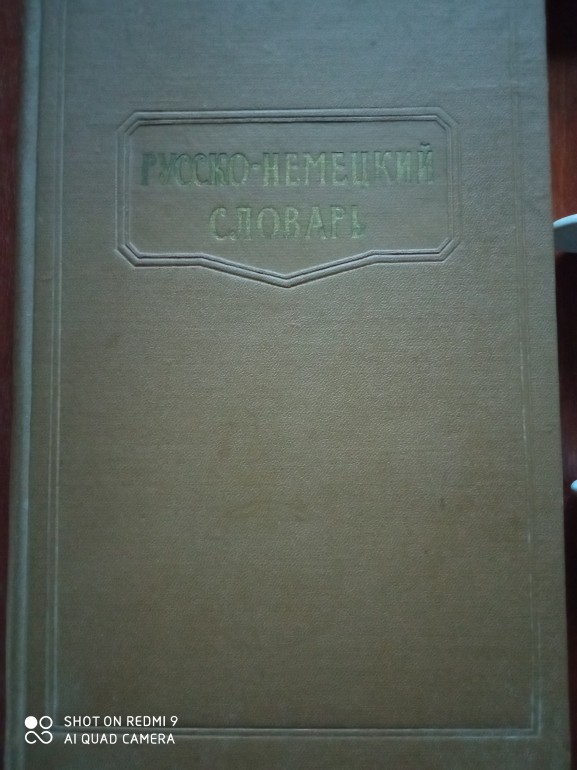 РУССКО-НЕМЕЦКИЙ
СЛОВАРЬ
SHOT ON REDMI 9
AI QUAD CAMERA